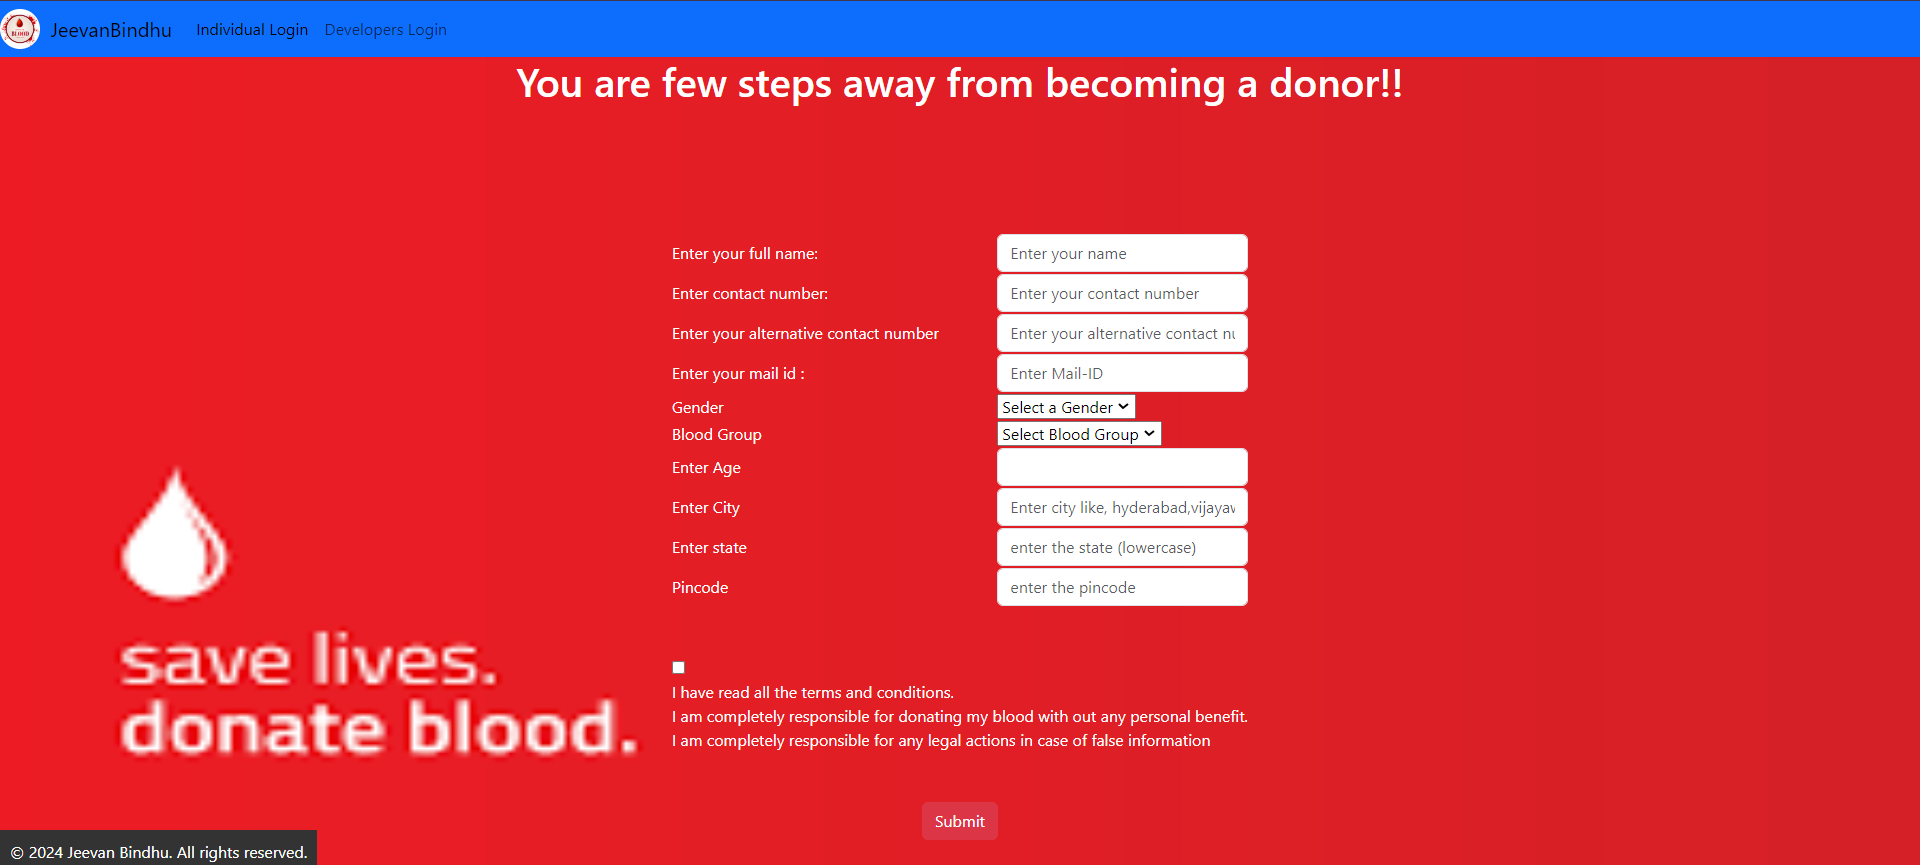 BLOOD
JeevanBindhu Individual Login Developers Login
You are few steps away from becoming a donor!!
Enter your full name: Enter your name
Enter contact number: Enter your contact number
Enter your alternative contact number Enter your alternative contact nu
Enter your mail id : Enter Mail-ID
Gender Select a Gender
Blood Group Select Blood Group
Enter Age
Enter City Enter city like, hyderabad,vijayaw
Enter state enter the state (lowercase)
Pincode enter the pincode
save lives.
donate blood.
I have read all the terms and conditions.
I am completely responsible for donating my blood with out any personal benefit.
I am completely responsible for any legal actions in case of false information
Submit
© 2024 Jeevan Bindhu. All rights reserved.